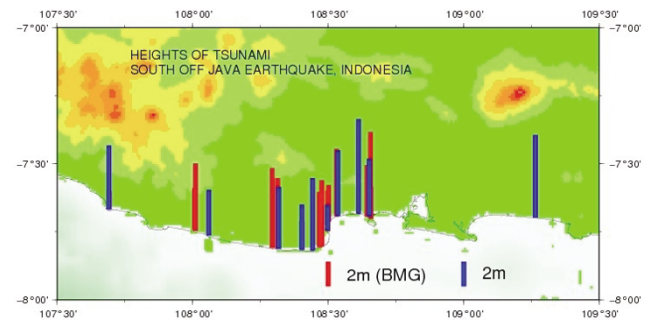 107°30' 108°00' 108°30' 109°00' 109°30'
-7°00' -7°00'
HEIGHTS OF TSUNAMI
SOUTH OFF JAVA EARTHQUAKE, INDONESIA
-7°30' -7°30'
2m (BMG) 2m
-8°00' -8°00'
107°30' 108°00' 108°30' 109°00' 109°30'